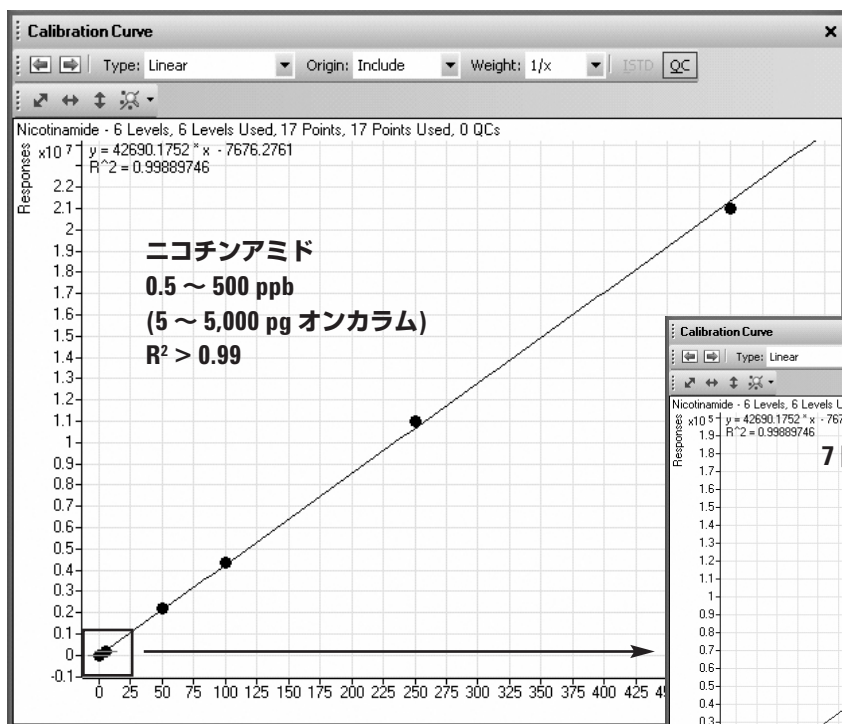 Calibration Curve
Type: Linear Origin: Include Weight: 1/x ISTD QC
Nicotinamide - 6 Levels, 6 Levels Used, 17 Points, 17 Points Used, 0 QCs
Responses
x10 7
y = 42690.1752 * x - 7676.2761
R^2 = 0.99889746
2.2
2.1
2
1.9
1.8
1.7
1.6
1.5
1.4
1.3
1.2
1.1
1
0.9
0.8
0.7
0.6
0.5
0.4
0.3
0.2
0.1
0
-0.1
ニコチンアミド
0.5 ～ 500 ppb
(5 ～ 5,000 pg オンカラム)
R² > 0.99
0 25 50 75 100 125 150 175 200 225 250 275 300 325 350 375 400 425
Calibration Curve
Type: Linear
Nicotinamide - 6 Levels, 6 Levels
Responses
x10 5
y = 42690.1752 * x
R^2 = 0.99889746
7
1.9
1.8
1.7
1.6
1.5
1.4
1.3
1.2
1.1
1
0.9
0.8
0.7
0.6
0.5
0.4
0.3